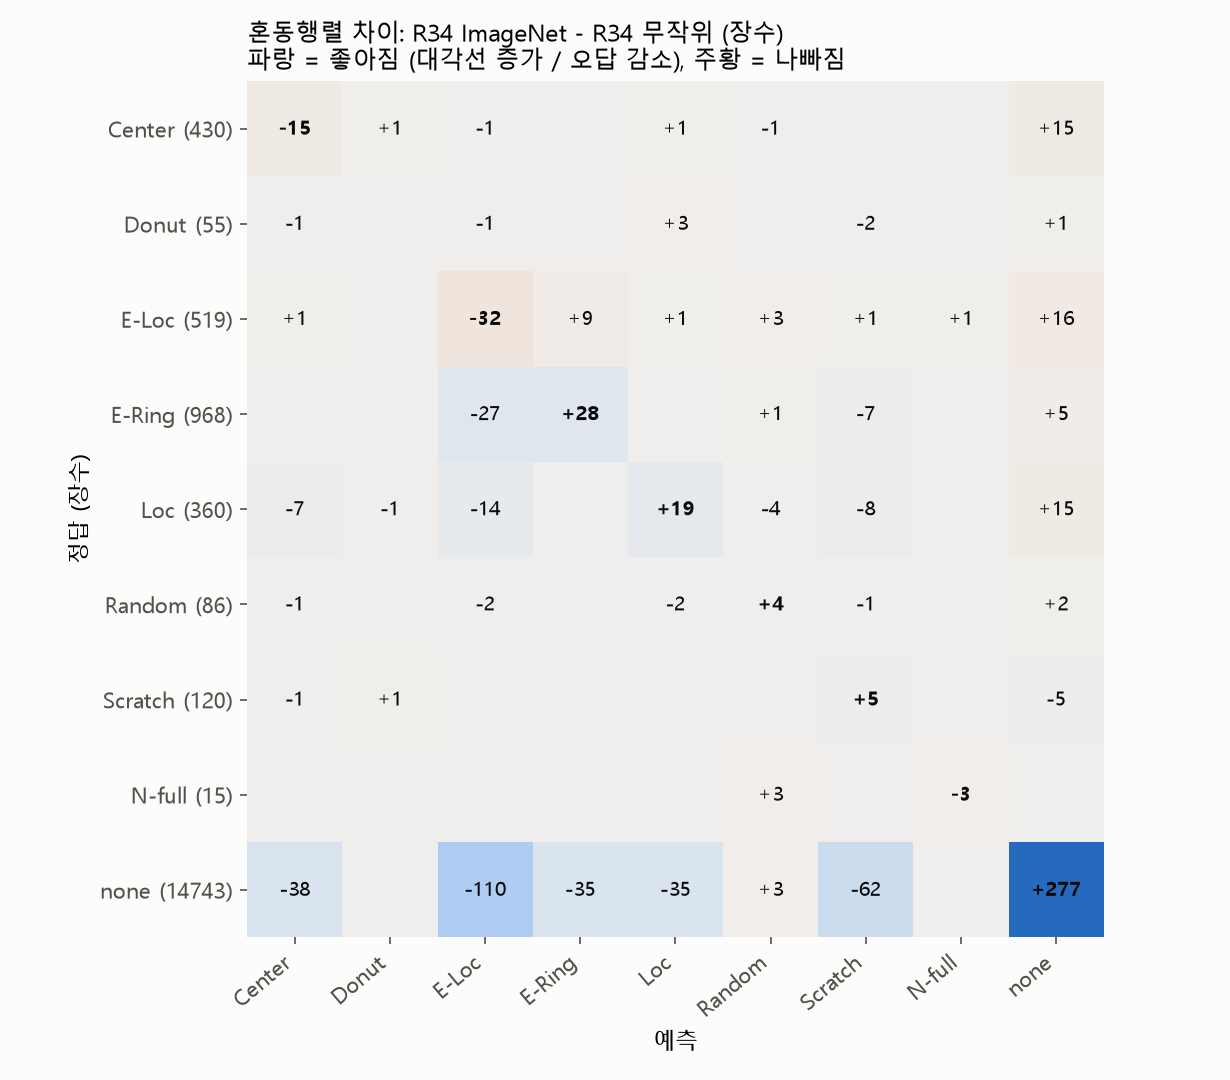 혼동행렬 차이: R34 ImageNet - R34 무작위 (장수)
파랑 = 좋아짐 (대각선 증가 / 오답 감소), 주황 = 나빠짐
정답 (장수)
Center (430) -15 +1 -1 +1 -1 +15
Donut (55) -1 -1 +3 -2 +1
E-Loc (519) +1 -32 +9 +1 +3 +1 +1 +16
E-Ring (968) -27 +28 +1 -7 +5
Loc (360) -7 -1 -14 +19 -4 -8 +15
Random (86) -1 -2 -2 +4 -1 +2
Scratch (120) -1 +1 +5 -5
N-full (15) +3 -3
none (14743) -38 -110 -35 -35 +3 -62 +277
Center Donut E-Loc E-Ring Loc Random Scratch N-full none
예측